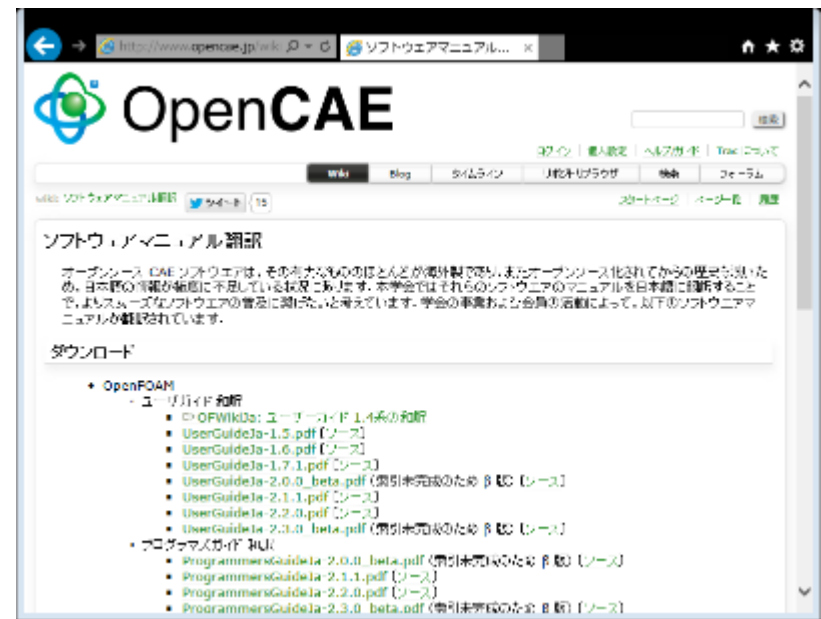 http://www.opencae.jp/wiki
ソフトウェアマニュアル...
OpenCAE
検索
ログイン | 個人設定 | ヘルプ/ガイド | Tracについて
Wiki Blog タイムライン リポジトリブラウザ 検索 フォーラム
wiki: ソフトウェアマニュアル翻訳 ツイート 15 スタートページ ページ一覧 履歴
ソフトウェアマニュアル翻訳
オープンソース CAE ソフトウエアは、その有力なもののほとんどが海外製であり、またオープンソース化されてからの歴史も浅いた
め、日本語の情報が極度に不足している状況にあります。本学会ではそれらのソフトウエアのマニュアルを日本語に翻訳すること
で、よりスムーズなソフトウエアの普及に繋げたいと考えています。学会の事業および会員の活動によって、以下のソフトウエアマ
ニュアルが翻訳されています。
ダウンロード
OpenFOAM
ユーザガイド 和訳
OFWikiJa: ユーザーガイド 1.4系の和訳
UserGuideJa-1.5.pdf [ソース]
UserGuideJa-1.6.pdf [ソース]
UserGuideJa-1.7.1.pdf [ソース]
UserGuideJa-2.0.0_beta.pdf (索引未完成のため β 版) [ソース]
UserGuideJa-2.1.1.pdf [ソース]
UserGuideJa-2.2.0.pdf [ソース]
UserGuideJa-2.3.0_beta.pdf (索引未完成のため β 版) [ソース]
プログラマズガイド 和訳
ProgrammersGuideJa-2.0.0_beta.pdf (索引未完成のため β 版) [ソース]
ProgrammersGuideJa-2.1.1.pdf [ソース]
ProgrammersGuideJa-2.2.0.pdf [ソース]
ProgrammersGuideJa-2.3.0_beta.pdf (索引未完成のため β 版) [ソース]